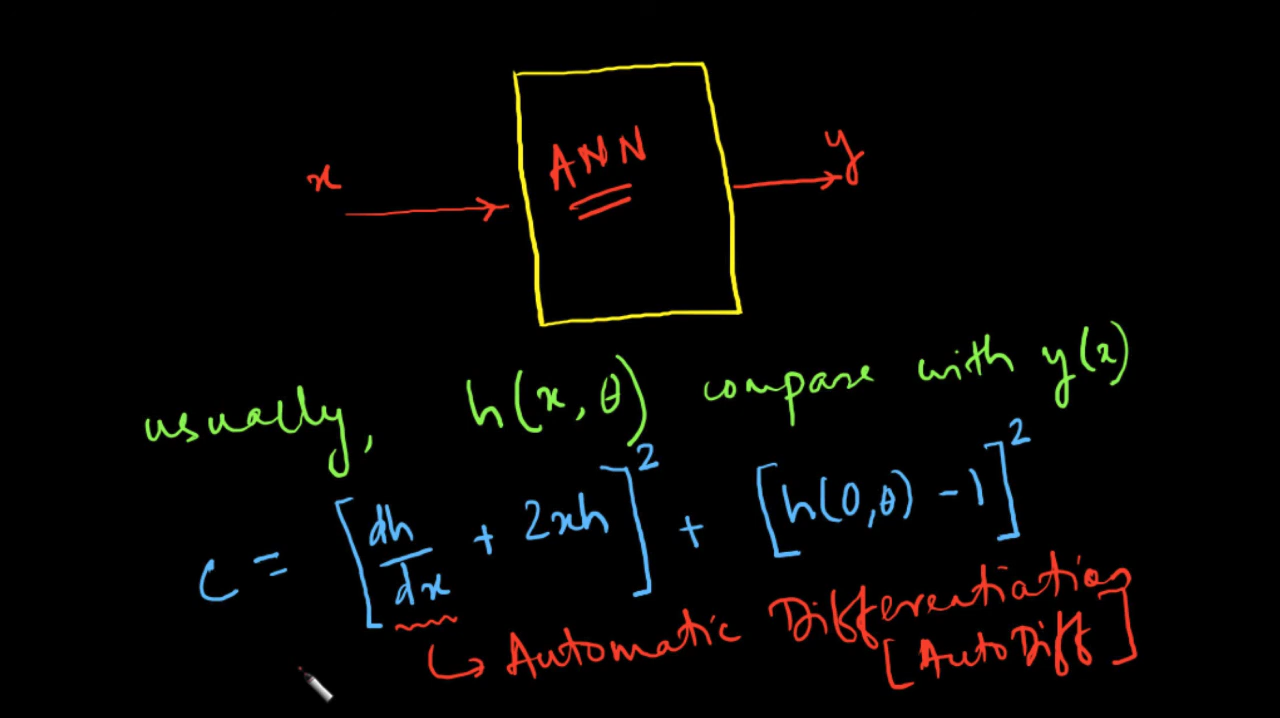 x
ANN
y
usually, h(x, θ) compare with y(x)
C = [dh/dx + 2xh]² + [h(0,θ) - 1]²
↳ Automatic Differentiation
[AutoDiff]